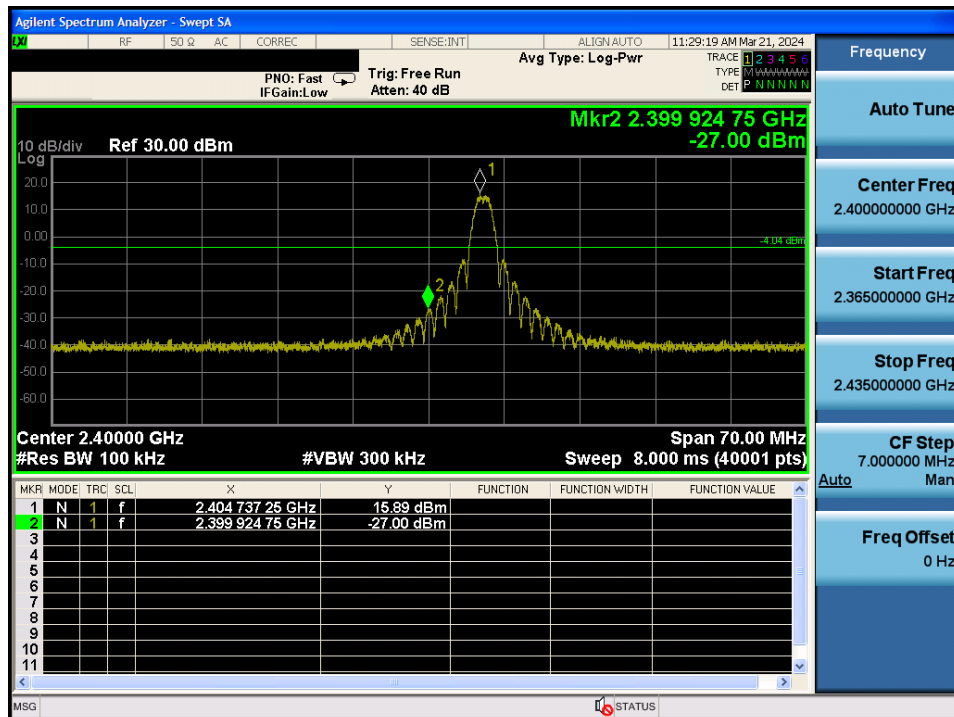 Agilent Spectrum Analyzer - Swept SA
LXI RF 50 Ω AC CORREC SENSE:INT ALIGN AUTO 11:29:19 AM Mar 21, 2024
Frequency
Avg Type: Log-Pwr
TRACE 1 2 3 4 5 6
PNO: Fast Trig: Free Run
TYPE M
IFGain:Low Atten: 40 dB
DET P N N N N N
Auto Tune
Mkr2 2.399 924 75 GHz
-27.00 dBm
10 dB/div Ref 30.00 dBm
Log
20.0
10.0
0.00
-10.0
-20.0
-30.0
-40.0
-50.0
-60.0
1
-4.04 dBm
2
Center Freq
2.400000000 GHz
Start Freq
2.365000000 GHz
Stop Freq
2.435000000 GHz
Center 2.40000 GHz Span 70.00 MHz
#Res BW 100 kHz #VBW 300 kHz Sweep 8.000 ms (40001 pts)
CF Step
7.000000 MHz
Auto Man
MKR MODE TRC SCL X Y FUNCTION FUNCTION WIDTH FUNCTION VALUE
1 N 1 f 2.404 737 25 GHz 15.89 dBm
2 N 1 f 2.399 924 75 GHz -27.00 dBm
3
4
5
6
7
8
9
10
11
Freq Offset
0 Hz
MSG STATUS